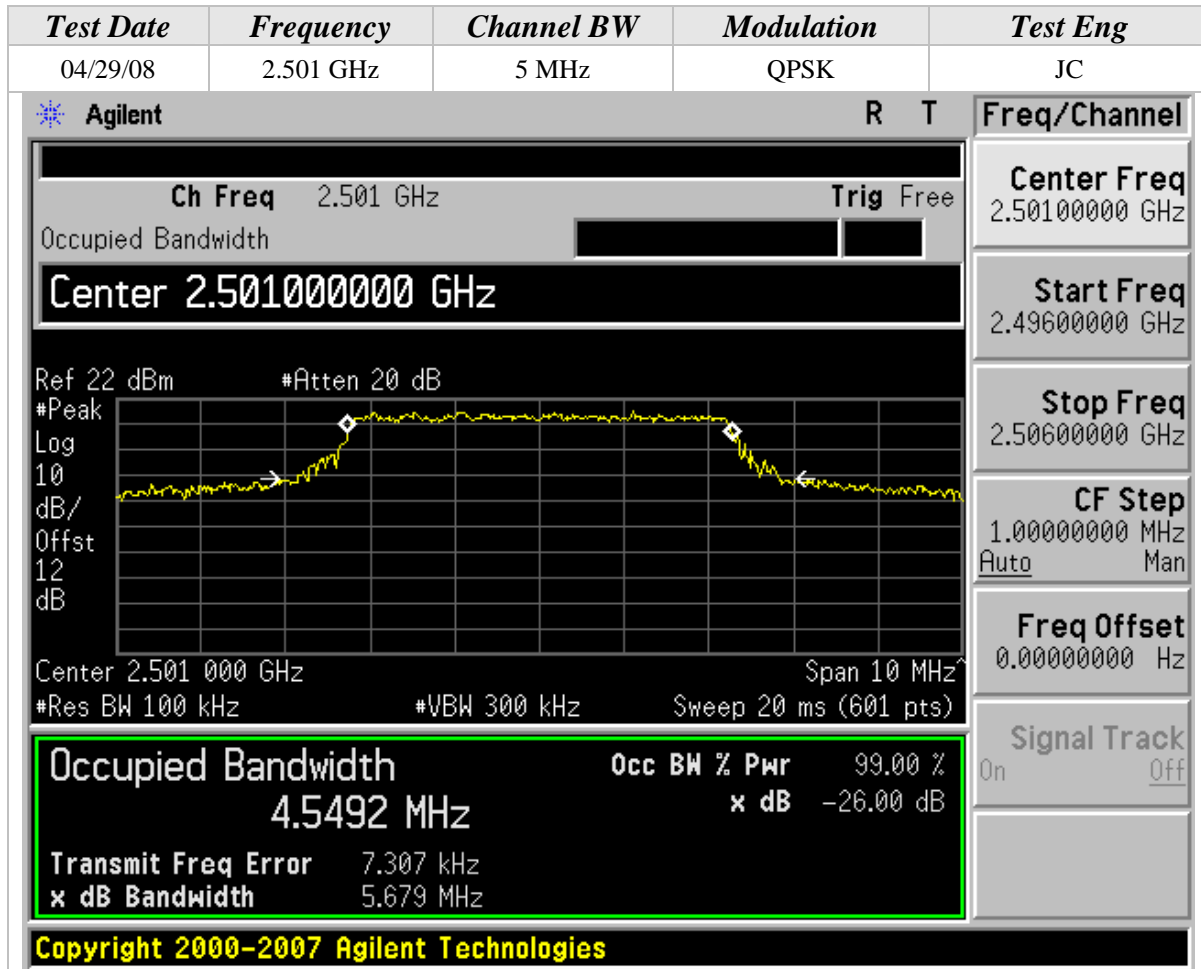 Test Date Frequency Channel BW Modulation Test Eng
04/29/08 2.501 GHz 5 MHz QPSK JC
Agilent R T Freq/Channel
Ch Freq 2.501 GHz Trig Free
Occupied Bandwidth
Center 2.501000000 GHz
Ref 22 dBm #Atten 20 dB
#Peak
Log
10
dB/
Offst
12
dB
Center 2.501 000 GHz Span 10 MHz^
#Res BW 100 kHz #VBW 300 kHz Sweep 20 ms (601 pts)
Occupied Bandwidth Occ BW % Pwr 99.00 %
4.5492 MHz x dB -26.00 dB
Transmit Freq Error 7.307 kHz
x dB Bandwidth 5.679 MHz
Copyright 2000-2007 Agilent Technologies
Center Freq
2.50100000 GHz
Start Freq
2.49600000 GHz
Stop Freq
2.50600000 GHz
CF Step
1.00000000 MHz
Auto Man
Freq Offset
0.00000000 Hz
Signal Track
On Off